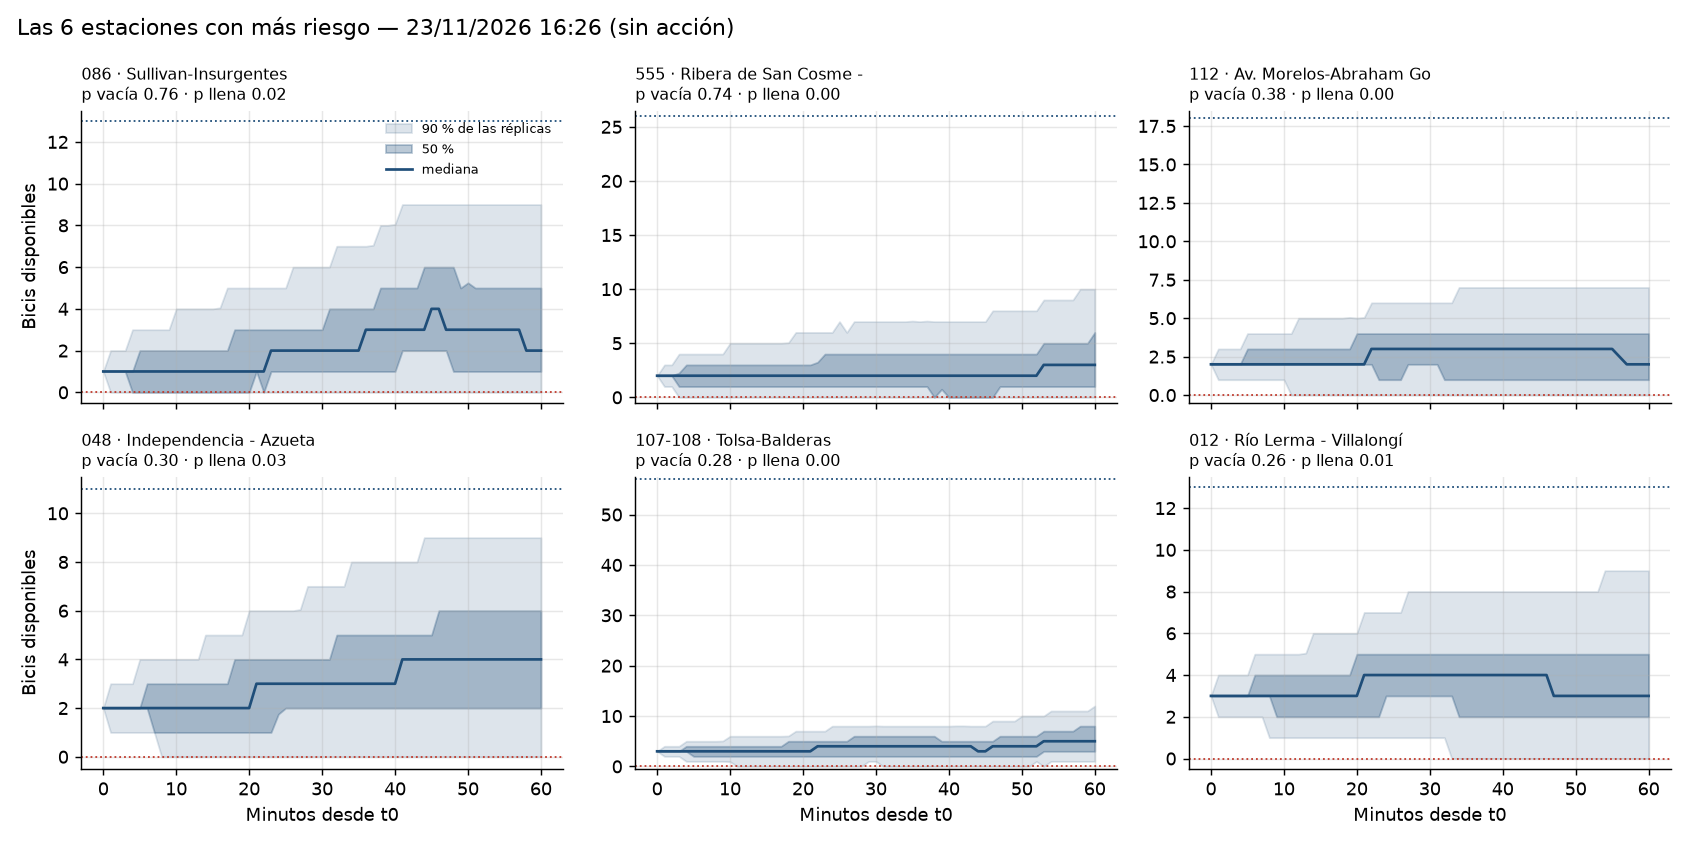 Las 6 estaciones con más riesgo — 23/11/2026 16:26 (sin acción)
086 · Sullivan-Insurgentes
p vacía 0.76 · p llena 0.02
12
10
8
6
4
2
0
Bicis disponibles
90 % de las réplicas
50 %
mediana
555 · Ribera de San Cosme -
p vacía 0.74 · p llena 0.00
25
20
15
10
5
0
112 · Av. Morelos-Abraham Go
p vacía 0.38 · p llena 0.00
17.5
15.0
12.5
10.0
7.5
5.0
2.5
0.0
048 · Independencia - Azueta
p vacía 0.30 · p llena 0.03
10
8
6
4
2
0
Bicis disponibles
0 10 20 30 40 50 60
Minutos desde t0
107-108 · Tolsa-Balderas
p vacía 0.28 · p llena 0.00
50
40
30
20
10
0
0 10 20 30 40 50 60
Minutos desde t0
012 · Río Lerma - Villalongí
p vacía 0.26 · p llena 0.01
12
10
8
6
4
2
0
0 10 20 30 40 50 60
Minutos desde t0